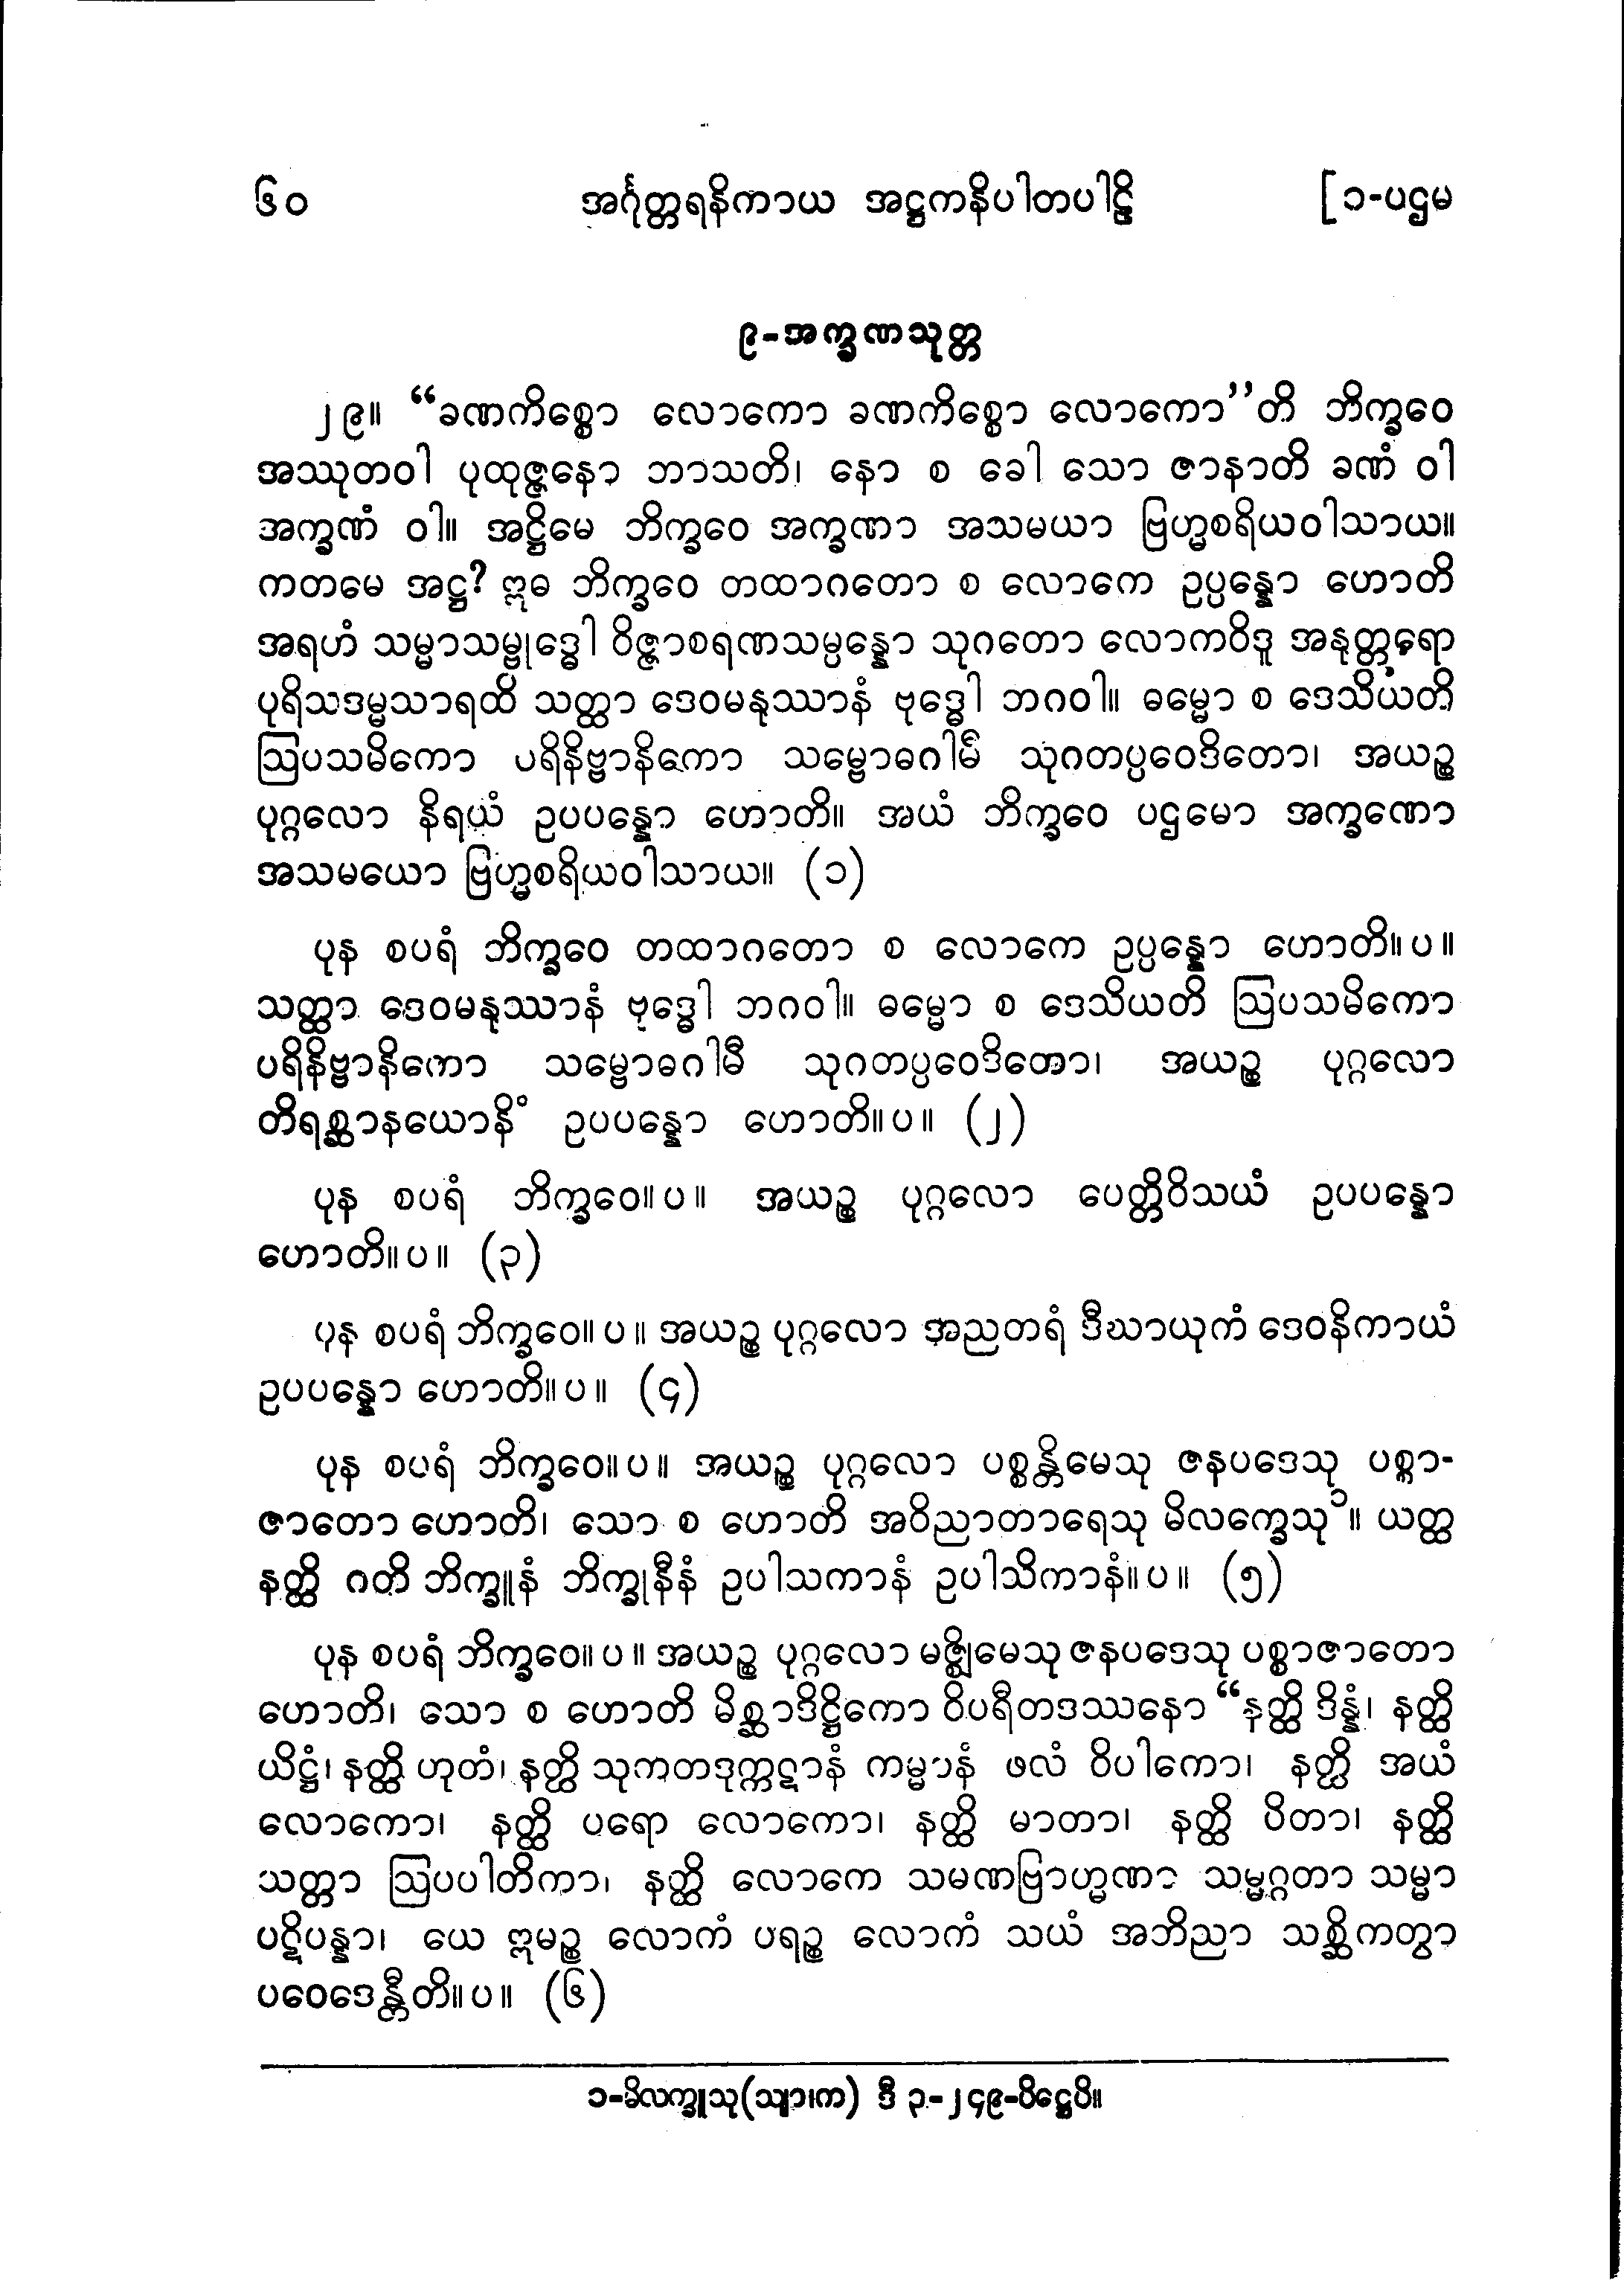 ၆၀ အင်္ဂုတ္တရနိကာယ အဋ္ဌကနိပါတပါဠိ [၁-ပဌမ
၉-အက္ခဏသုတ္တ
၂၉။ “ခဏကိစ္စော လောကော ခဏကိစ္စော လောကော”တိ ဘိက္ခဝေ
အဿုတဝါ ပုထုဇ္ဇနော ဘာသတိ၊ နော စ ခေါ သော ဇာနာတိ ခဏံ ဝါ
အက္ခဏံ ဝါ။ အဋ္ဌိမေ ဘိက္ခဝေ အက္ခဏာ အသမယာ ဗြဟ္မစရိယဝါသာယ။
ကတမေ အဋ္ဌ? ဣဓ ဘိက္ခဝေ တထာဂတော စ လောကေ ဥပ္ပန္နော ဟောတိ
အရဟံ သမ္မာသမ္ဗုဒ္ဓေါ ဝိဇ္ဇာစရဏသမ္ပန္နော သုဂတော လောကဝိဒူ အနုတ္တရော
ပုရိသဒမ္မသာရထိ သတ္ထာ ဒေဝမနုဿာနံ ဗုဒ္ဓေါ ဘဂဝါ။ ဓမ္မော စ ဒေသိယတိ
ဩပသမိကော ပရိနိဗ္ဗာနိကော သမ္ဗောဓဂါမီ သုဂတပ္ပဝေဒိတော၊ အယဉ္စ
ပုဂ္ဂလော နိရယံ ဥပပန္နော ဟောတိ။ အယံ ဘိက္ခဝေ ပဌမော အက္ခဏော
အသမယော ဗြဟ္မစရိယဝါသာယ။ (၁)
ပုန စပရံ ဘိက္ခဝေ တထာဂတော စ လောကေ ဥပ္ပန္နော ဟောတိ။ပ။
သတ္ထာ ဒေဝမနုဿာနံ ဗုဒ္ဓေါ ဘဂဝါ။ ဓမ္မော စ ဒေသိယတိ ဩပသမိကော
ပရိနိဗ္ဗာနိကော သမ္ဗောဓဂါမီ သုဂတပ္ပဝေဒိတော၊ အယဉ္စ ပုဂ္ဂလော
တိရစ္ဆာနယောနိံ ဥပပန္နော ဟောတိ။ပ။ (၂)
ပုန စပရံ ဘိက္ခဝေ။ပ။ အယဉ္စ ပုဂ္ဂလော ပေတ္တိဝိသယံ ဥပပန္နော
ဟောတိ။ပ။ (၃)
ပုန စပရံ ဘိက္ခဝေ။ပ။ အယဉ္စ ပုဂ္ဂလော အညတရံ ဒီဃာယုကံ ဒေဝနိကာယံ
ဥပပန္နော ဟောတိ။ပ။ (၄)
ပုန စပရံ ဘိက္ခဝေ။ပ။ အယဉ္စ ပုဂ္ဂလော ပစ္စန္တိမေသု ဇနပဒေသု ပစ္စာ-
ဇာတော ဟောတိ၊ သော စ ဟောတိ အဝိညာတာရေသု မိလက္ခေသု၁။ ယတ္ထ
နတ္ထိ ဂတိ ဘိက္ခူနံ ဘိက္ခုနီနံ ဥပါသကာနံ ဥပါသိကာနံ။ပ။ (၅)
ပုန စပရံ ဘိက္ခဝေ။ပ။ အယဉ္စ ပုဂ္ဂလော မဇ္ဈိမေသု ဇနပဒေသု ပစ္စာဇာတော
ဟောတိ၊ သော စ ဟောတိ မိစ္ဆာဒိဋ္ဌိကော ဝိပရီတဒဿနော “နတ္ထိ ဒိန္နံ၊ နတ္ထိ
ယိဋ္ဌံ၊ နတ္ထိ ဟုတံ၊ နတ္ထိ သုကတဒုက္ကဋာနံ ကမ္မာနံ ဖလံ ဝိပါကော၊ နတ္ထိ အယံ
လောကော၊ နတ္ထိ ပရော လောကော၊ နတ္ထိ မာတာ၊ နတ္ထိ ပိတာ၊ နတ္ထိ
သတ္တာ ဩပပါတိကာ၊ နတ္ထိ လောကေ သမဏဗြာဟ္မဏာ သမ္မဂ္ဂတာ သမ္မာ
ပဋိပန္နာ၊ ယေ ဣမဉ္စ လောကံ ပရဉ္စ လောကံ သယံ အဘိညာ သစ္ဆိကတွာ
ပဝေဒေန္တီတိ။ပ။ (၆)
၁-မိလက္ခူသု(သျာ၊က) ဒီ ၃-၂၄၉-ပိဋ္ဌေပိ။